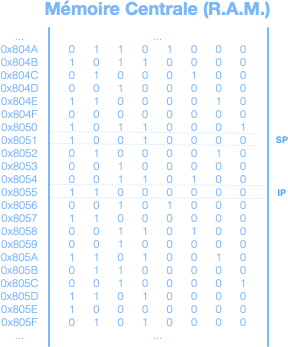 Mémoire Centrale (R.A.M.)
... ...
0x804A 0 1 1 0 1 0 0 0
0x804B 1 0 1 1 0 0 0 0
0x804C 0 1 0 0 0 1 0 0
0x804D 0 0 1 0 0 0 0 0
0x804E 1 1 0 0 0 0 1 0
0x804F 0 0 0 0 0 0 0 0
0x8050 1 0 1 1 0 0 0 1
0x8051 1 0 0 1 0 0 0 0
SP
0x8052 0 1 0 0 0 0 1 0
0x8053 0 0 1 0 0 0 0 0
0x8054 0 0 1 1 0 1 0 0
0x8055 1 1 0 0 0 0 0 0
IP
0x8056 0 0 1 0 1 0 0 0
0x8057 1 1 0 0 0 0 0 0
0x8058 0 0 1 1 0 1 0 0
0x8059 0 0 1 0 0 0 0 0
0x805A 1 1 0 1 0 0 1 0
0x805B 0 1 1 0 0 0 0 0
0x805C 0 0 1 0 0 0 0 1
0x805D 1 1 0 1 0 0 0 0
0x805E 1 0 0 0 0 0 0 0
0x805F 0 1 0 1 0 0 0 0
... ...